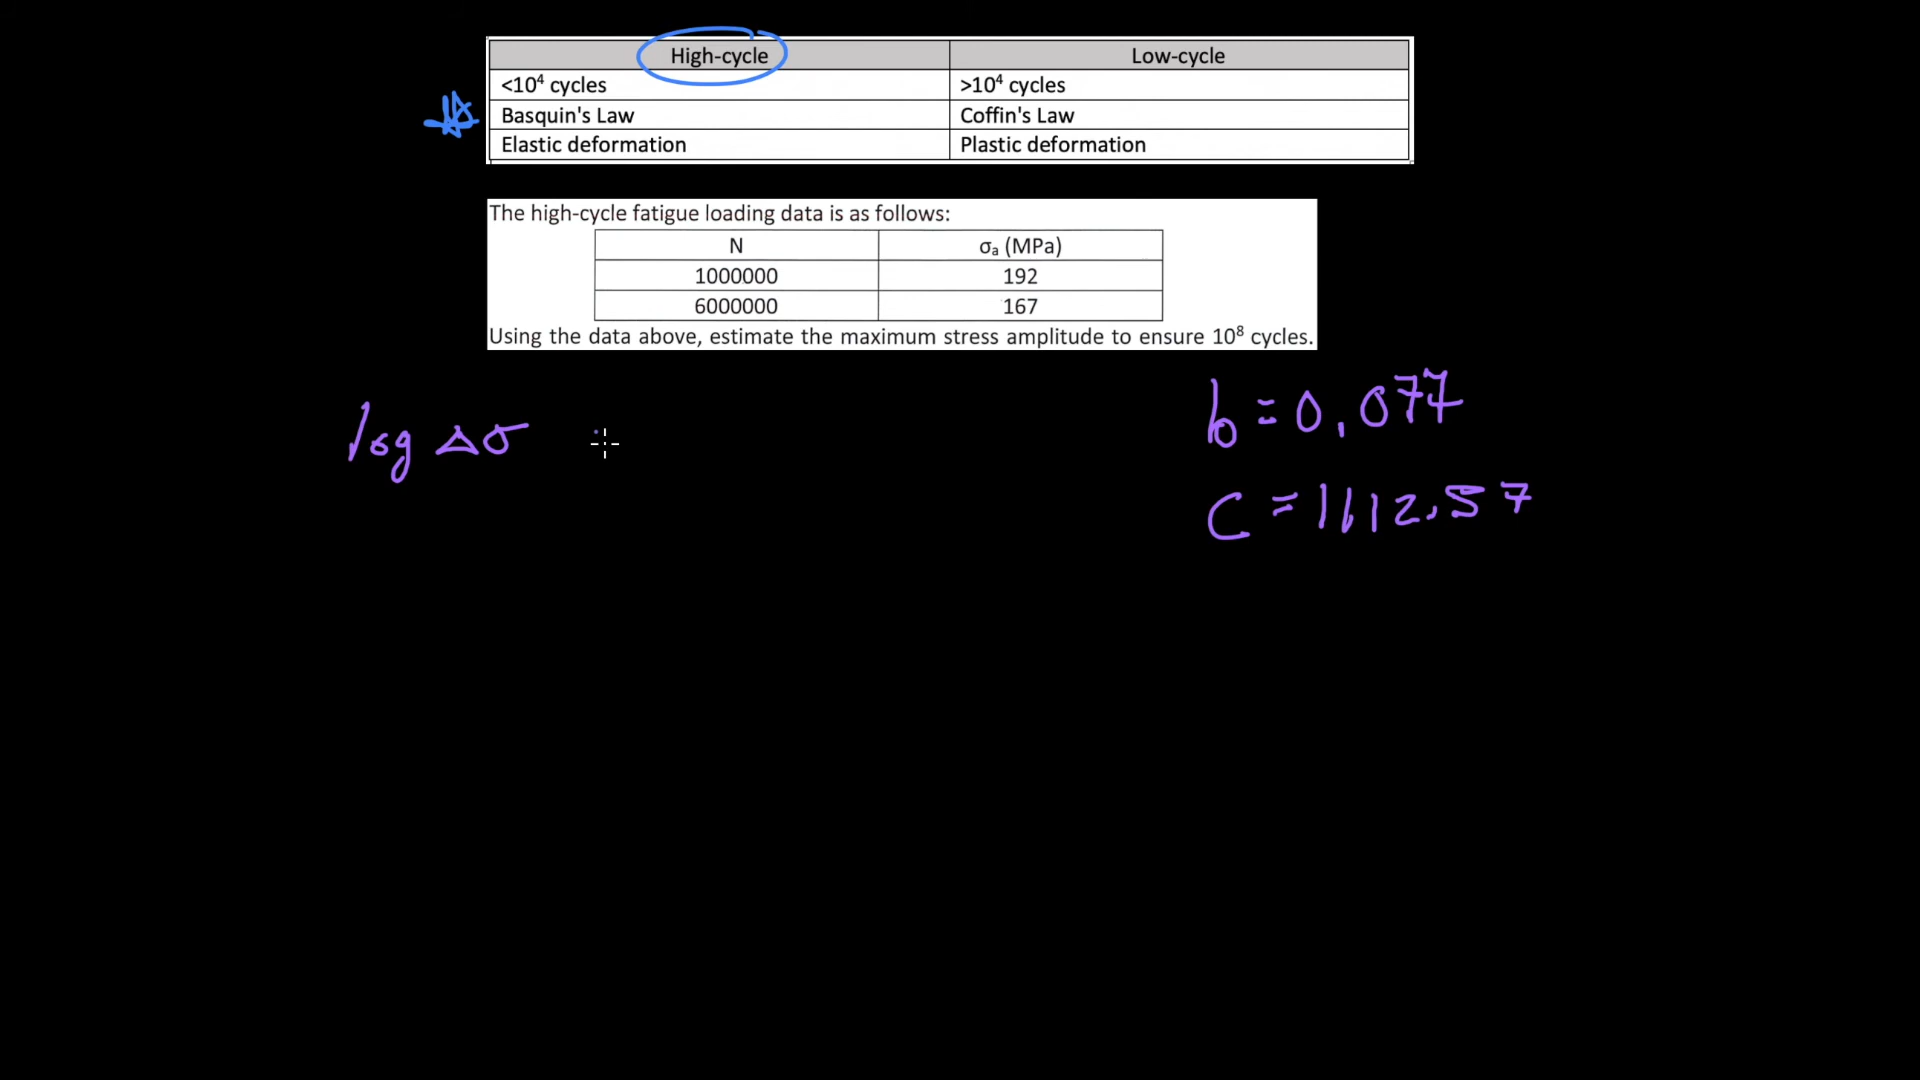 High-cycle Low-cycle
<10⁴ cycles >10⁴ cycles
Basquin's Law Coffin's Law
Elastic deformation Plastic deformation
The high-cycle fatigue loading data is as follows:
N σₐ (MPa)
1000000 192
6000000 167
Using the data above, estimate the maximum stress amplitude to ensure 10⁸ cycles.
log Δσ
b = 0,077
C = 1112,57